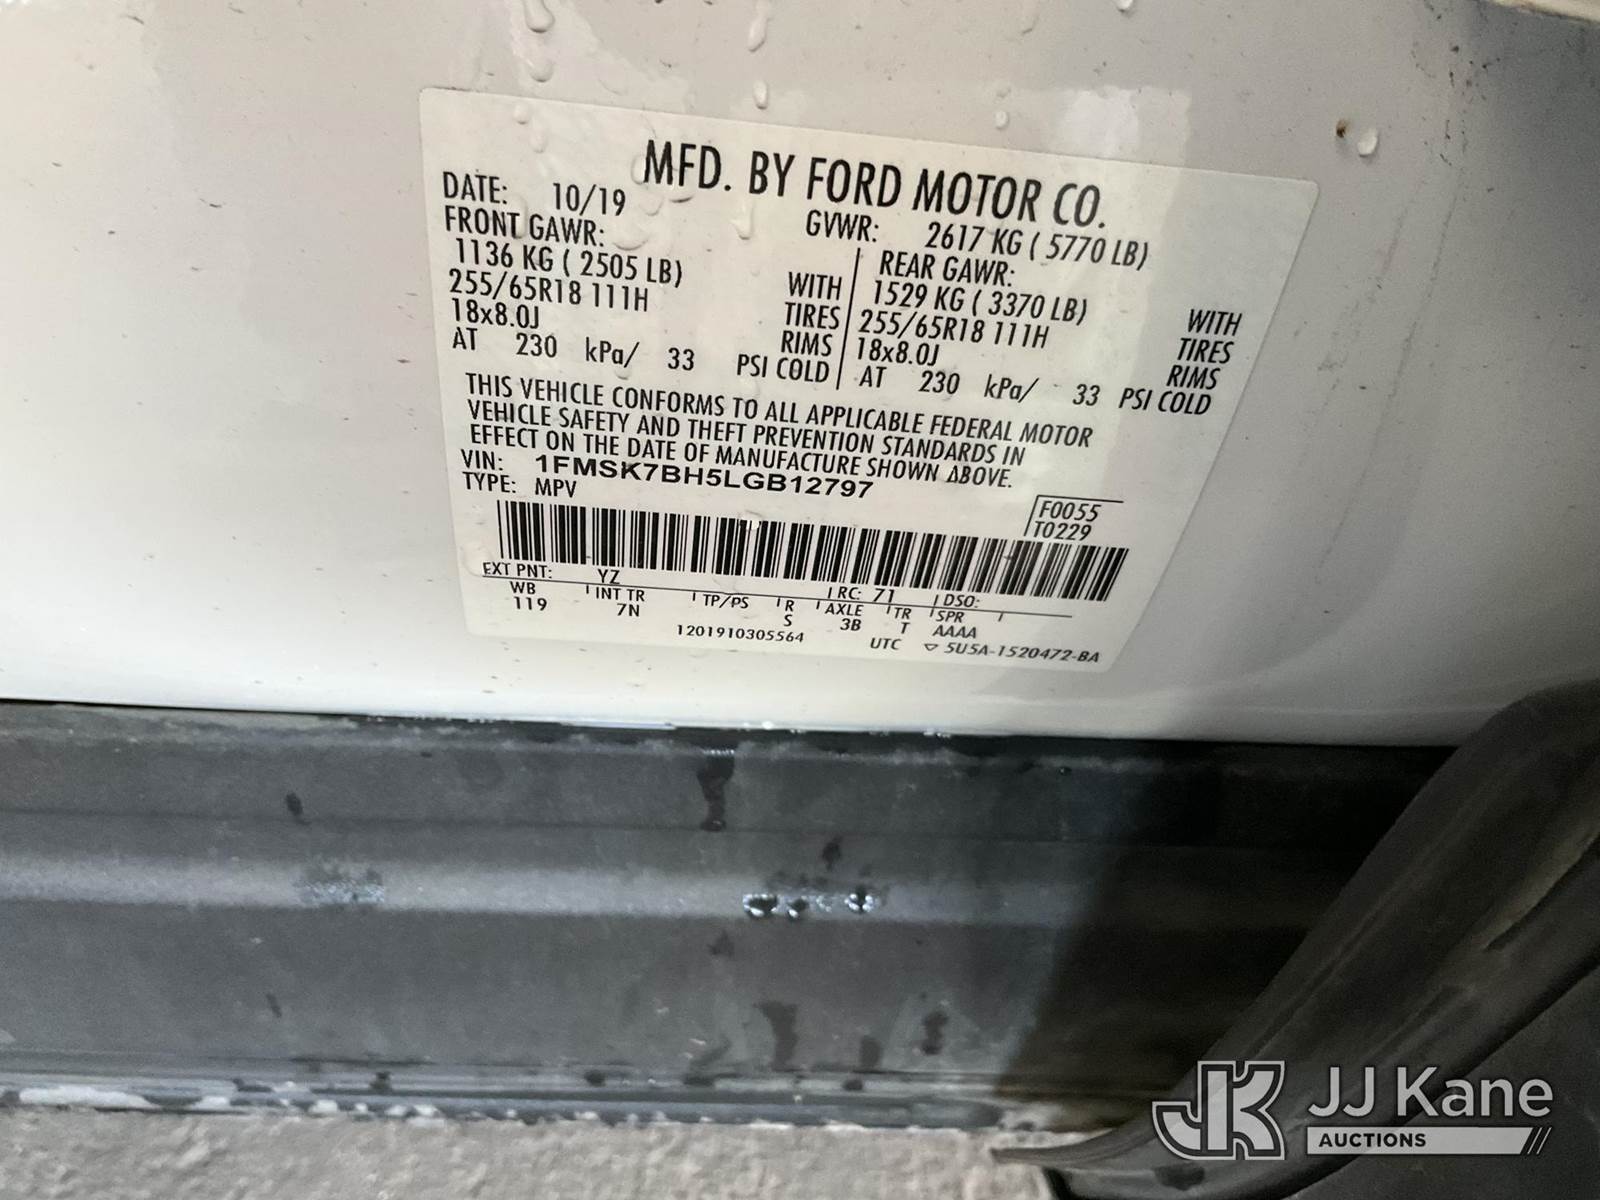 MFD. BY FORD MOTOR CO.
DATE: 10/19 GVWR: 2617 KG ( 5770 LB)
FRONT GAWR: REAR GAWR:
1136 KG ( 2505 LB) WITH 1529 KG ( 3370 LB) WITH
255/65R18 111H TIRES 255/65R18 111H TIRES
18x8.0J RIMS 18x8.0J RIMS
AT 230 kPa/ 33 PSI COLD AT 230 kPa/ 33 PSI COLD
THIS VEHICLE CONFORMS TO ALL APPLICABLE FEDERAL MOTOR
VEHICLE SAFETY AND THEFT PREVENTION STANDARDS IN
EFFECT ON THE DATE OF MANUFACTURE SHOWN ABOVE.
VIN: 1FMSK7BH5LGB12797
TYPE: MPV
F0055
T0229
EXT PNT: YZ RC: 71 DSO:
WB INT TR TP/PS R AXLE TR SPR
119 7N S 3B T AAAA
1201910305564 UTC ▽ 5U5A-1520472-BA
JK JJ Kane
AUCTIONS